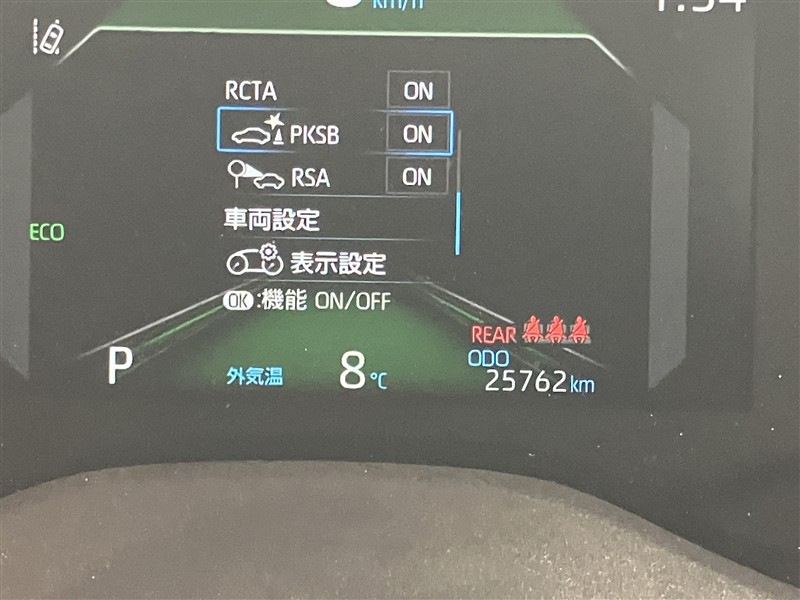 km/h
RCTA ON
PKSB ON
RSA ON
車両設定
ECO
表示設定
OK:機能 ON/OFF
REAR
P
外気温 8℃
ODO
25762km